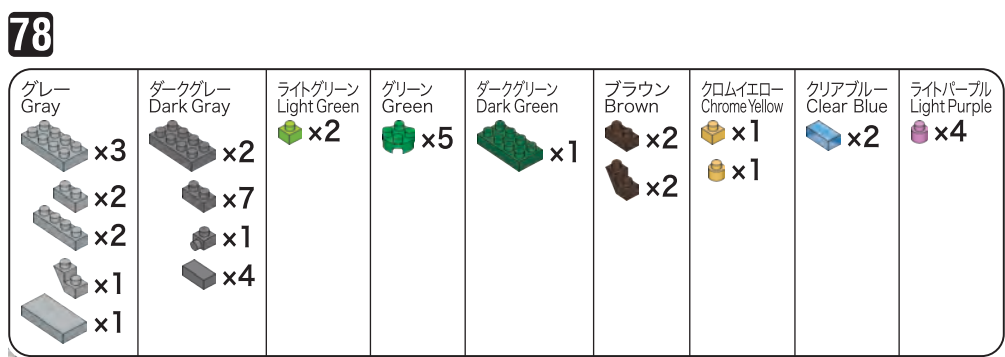 78
グレー
Gray
×3
×2
×2
×1
×1
ダークグレー
Dark Gray
×2
×7
×1
×4
ライトグリーン
Light Green
×2
グリーン
Green
×5
ダークグリーン
Dark Green
×1
ブラウン
Brown
×2
×2
クロムイエロー
Chrome Yellow
×1
×1
クリアブルー
Clear Blue
×2
ライトパープル
Light Purple
×4